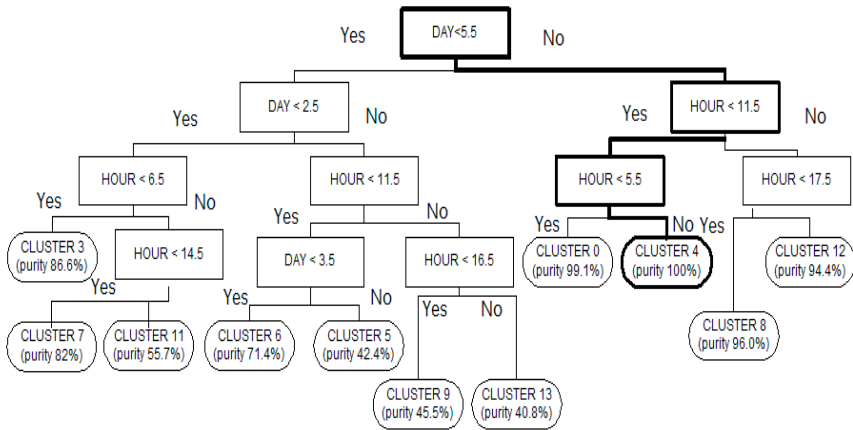 DAY<5.5
Yes
No
DAY < 2.5
HOUR < 11.5
Yes
No
Yes
No
HOUR < 6.5
HOUR < 11.5
HOUR < 5.5
HOUR < 17.5
Yes
No
Yes
No
Yes
No
Yes
CLUSTER 3
(purity 86.6%)
HOUR < 14.5
DAY < 3.5
HOUR < 16.5
CLUSTER 0
(purity 99.1%)
CLUSTER 4
(purity 100%)
CLUSTER 12
(purity 94.4%)
Yes
Yes
No
Yes
No
CLUSTER 7
(purity 82%)
CLUSTER 11
(purity 55.7%)
CLUSTER 6
(purity 71.4%)
CLUSTER 5
(purity 42.4%)
CLUSTER 8
(purity 96.0%)
CLUSTER 9
(purity 45.5%)
CLUSTER 13
(purity 40.8%)